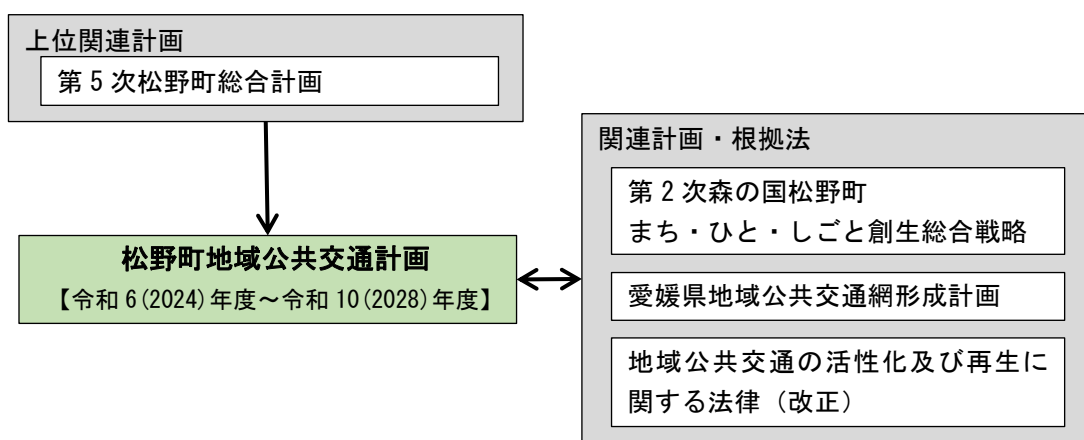 上位関連計画
第5次松野町総合計画
松野町地域公共交通計画
【令和6(2024)年度～令和10(2028)年度】
関連計画・根拠法
第2次森の国松野町
まち・ひと・しごと創生総合戦略
愛媛県地域公共交通網形成計画
地域公共交通の活性化及び再生に
関する法律（改正）